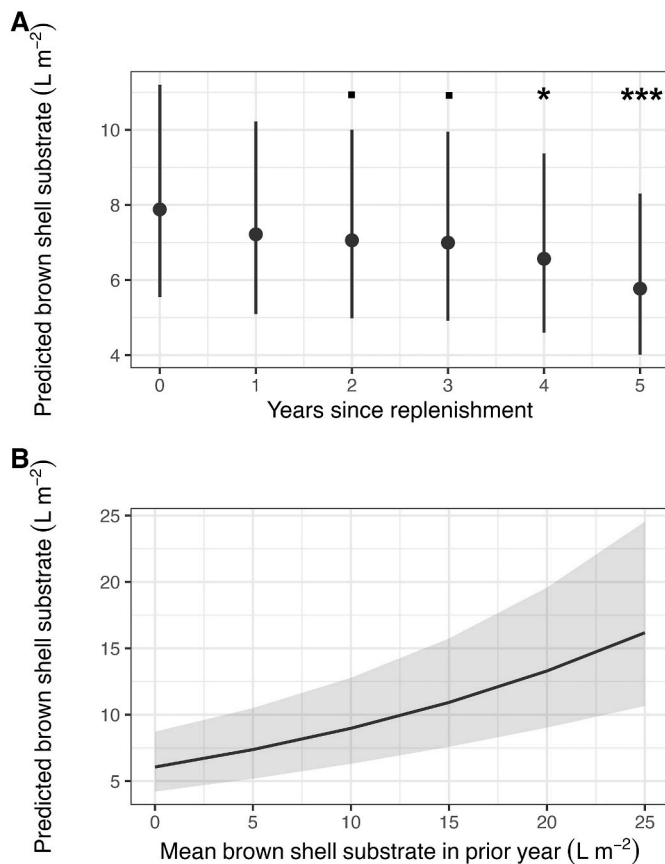 A
Predicted brown shell substrate (L m⁻²)
10
8
6
4
▪ ▪ * ***
0 1 2 3 4 5
Years since replenishment
B
Predicted brown shell substrate (L m⁻²)
25
20
15
10
5
0 5 10 15 20 25
Mean brown shell substrate in prior year (L m⁻²)